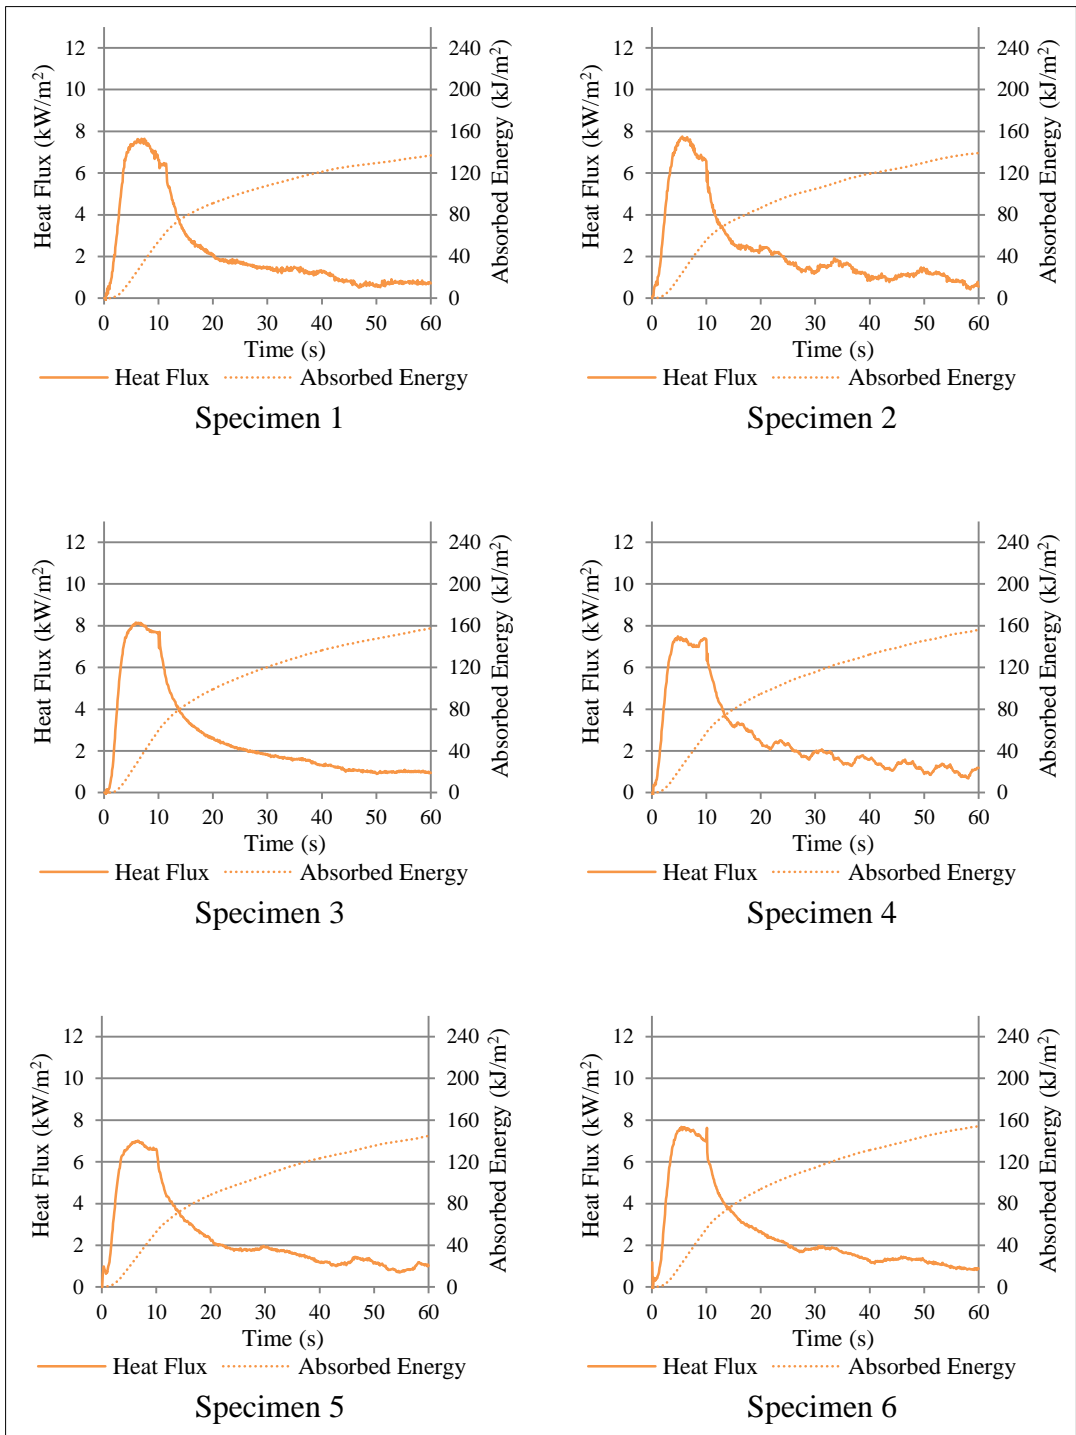 Heat Flux (kW/m²)
12
10
8
6
4
2
0
240
200
160
120
80
40
0
Absorbed Energy (kJ/m²)
0 10 20 30 40 50 60
Time (s)
Heat Flux Absorbed Energy
Specimen 1
Heat Flux (kW/m²)
12
10
8
6
4
2
0
240
200
160
120
80
40
0
Absorbed Energy (kJ/m²)
0 10 20 30 40 50 60
Time (s)
Heat Flux Absorbed Energy
Specimen 2
Heat Flux (kW/m²)
12
10
8
6
4
2
0
240
200
160
120
80
40
0
Absorbed Energy (kJ/m²)
0 10 20 30 40 50 60
Time (s)
Heat Flux Absorbed Energy
Specimen 3
Heat Flux (kW/m²)
12
10
8
6
4
2
0
240
200
160
120
80
40
0
Absorbed Energy (kJ/m²)
0 10 20 30 40 50 60
Time (s)
Heat Flux Absorbed Energy
Specimen 4
Heat Flux (kW/m²)
12
10
8
6
4
2
0
240
200
160
120
80
40
0
Absorbed Energy (kJ/m²)
0 10 20 30 40 50 60
Time (s)
Heat Flux Absorbed Energy
Specimen 5
Heat Flux (kW/m²)
12
10
8
6
4
2
0
240
200
160
120
80
40
0
Absorbed Energy (kJ/m²)
0 10 20 30 40 50 60
Time (s)
Heat Flux Absorbed Energy
Specimen 6